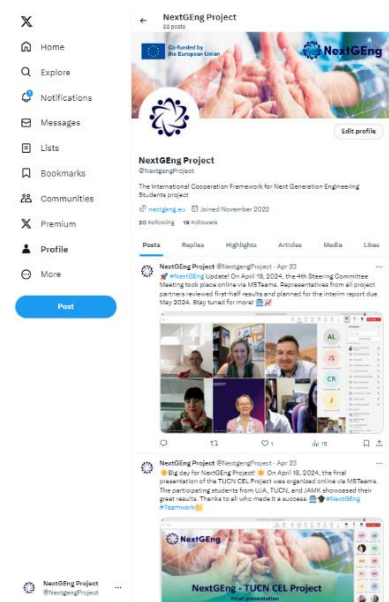 NextGEng Project
22 posts
Home
Explore
Notifications
Messages
Lists
Bookmarks
Communities
Premium
Profile
More
Post
NextGEng Project
@NextgengProject
Co-funded by
the European Union
NextGEng
Edit profile
NextGEng Project
@NextgengProject
The International Cooperation Framework for Next Generation Engineering
Students project
nextgeng.eu Joined November 2022
20 Following 19 Followers
Posts Replies Highlights Articles Media Likes
NextGEng Project @NextgengProject · Apr 23
🚀 #NextGEng Update! On April 19, 2024, the 4th Steering Committee
Meeting took place online via MSTeams. Representatives from all project
partners reviewed first-half results and planned for the interim report due
May 2024. Stay tuned for more!
AL
JS
CR
J
1 15
NextGEng Project @NextgengProject · Apr 23
Big day for NextGEng Project! On April 18, 2024, the final
presentation of the TUCN CEL Project was organized online via MSTeams.
The participating students from UJA, TUCN, and JAMK showcased their
great results. Thanks to all who made it a success. #NextGEng
#Teamwork
NextGEng
NextGEng - TUCN CEL Project
Final presentation